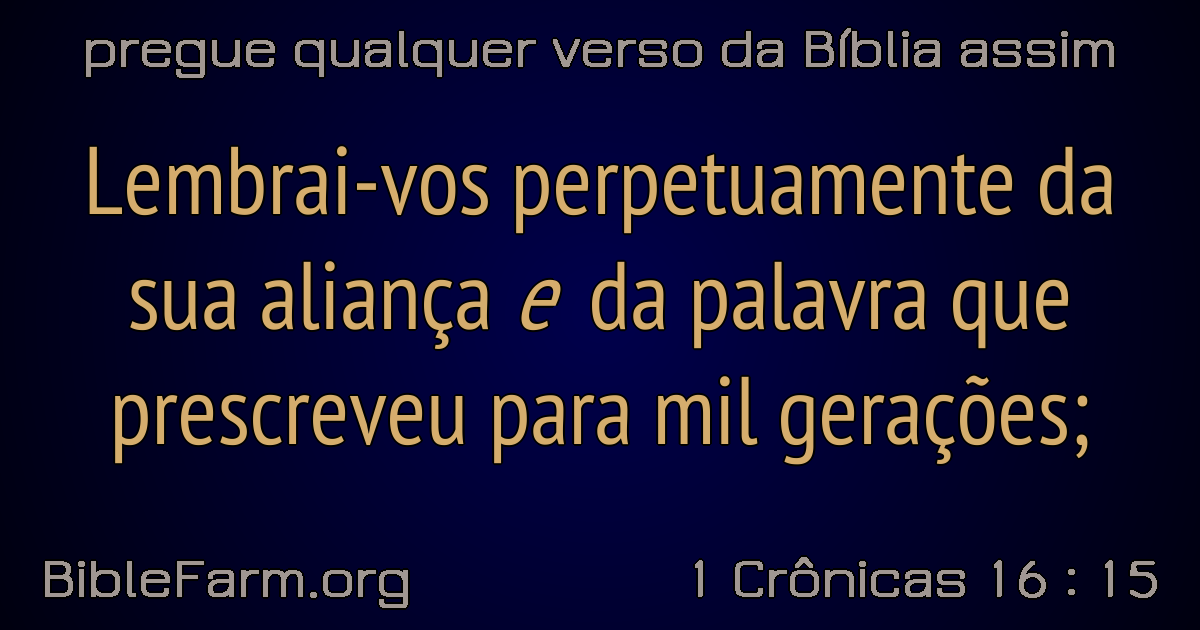 pregue qualquer verso da Bíblia assim
Lembrai-vos perpetuamente da
sua aliança e da palavra que
prescreveu para mil gerações;
BibleFarm.org
1 Crônicas 16 : 15